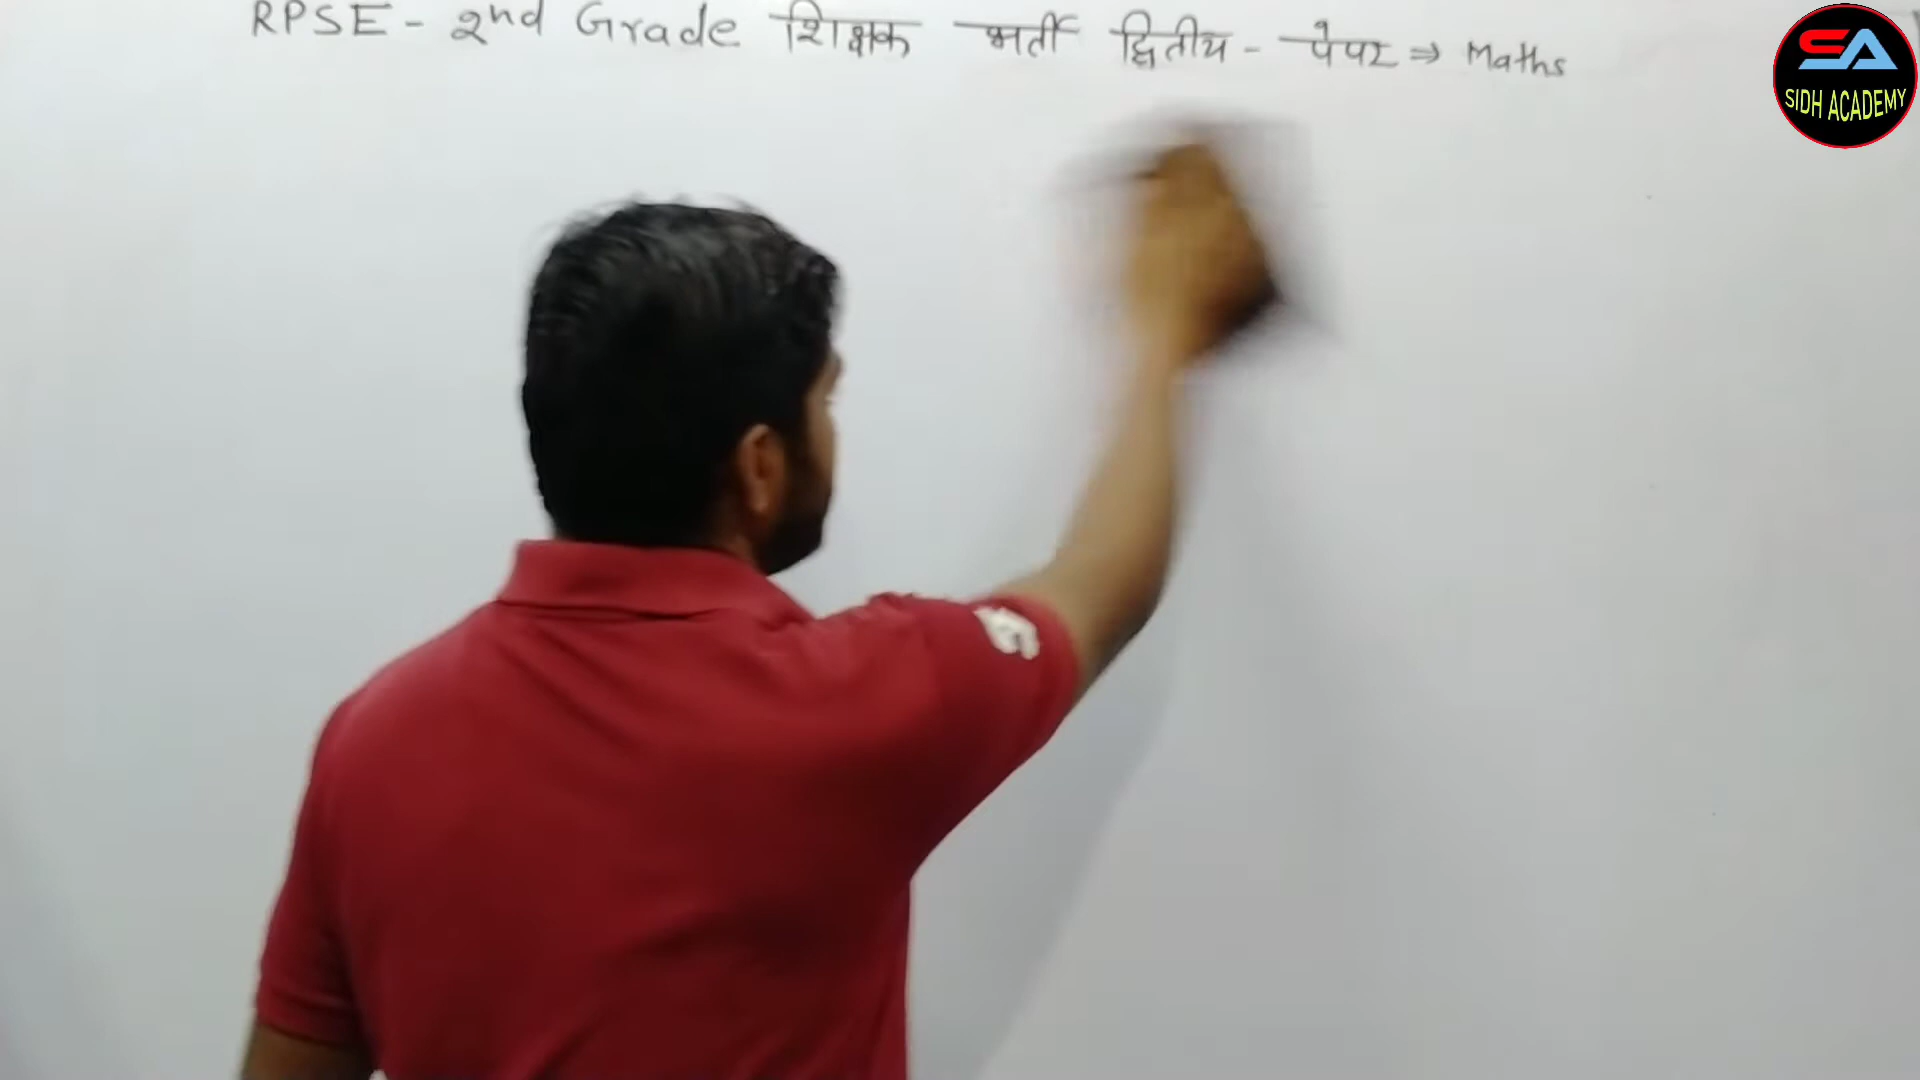 RPSE - 2nd Grade शिक्षक भर्ती द्वितीय - पेपर ⇒ Maths
SA
SIDH ACADEMY